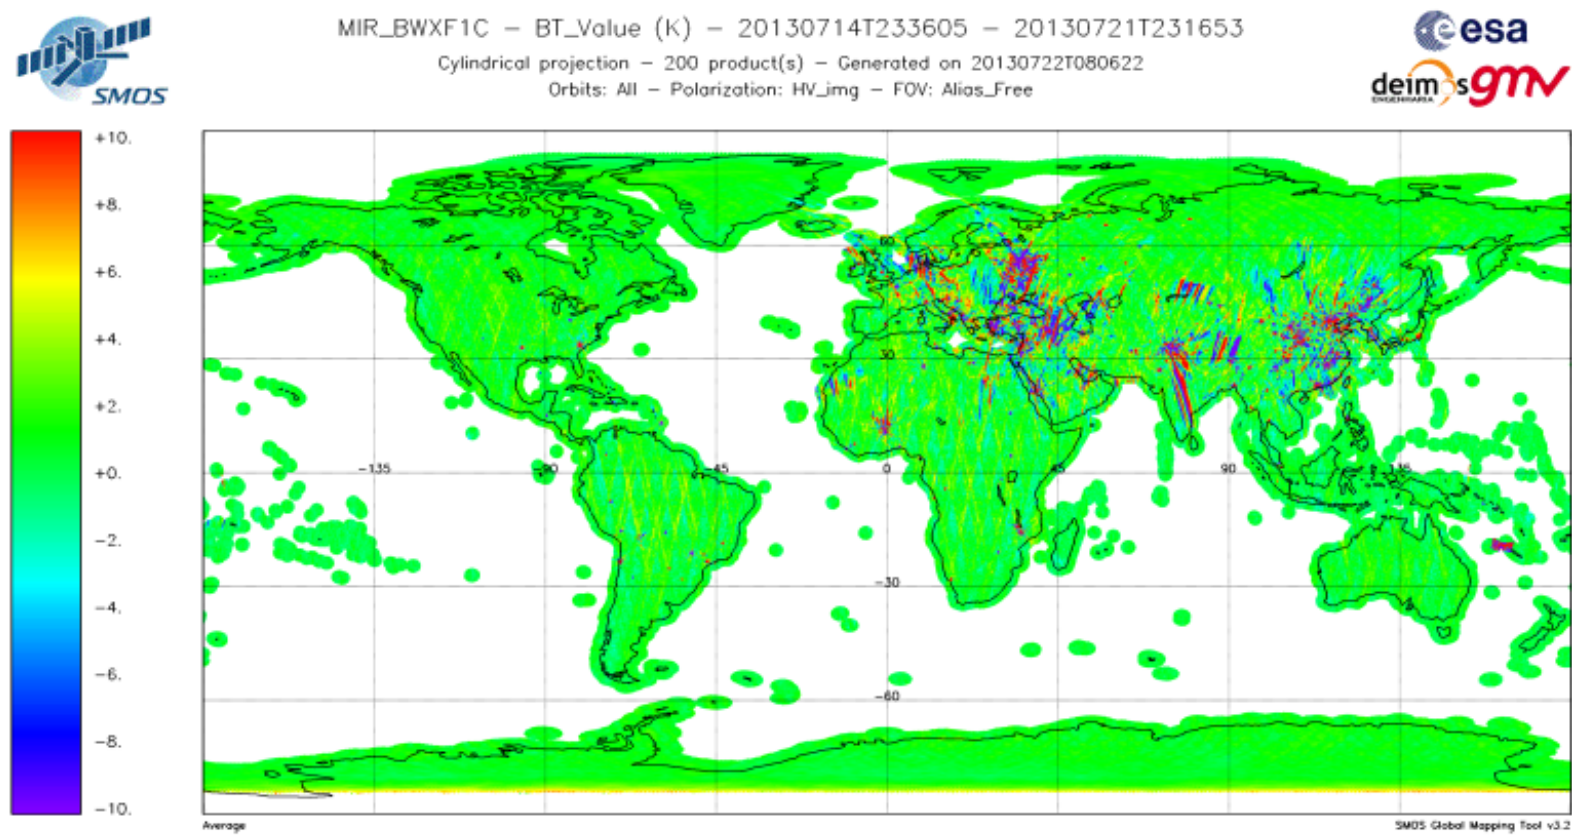 MIR_BWXF1C – BT_Value (K) – 20130714T233605 – 20130721T231653
Cylindrical projection – 200 product(s) – Generated on 20130722T080622
Orbits: All – Polarization: HV_img – FOV: Alias_Free
SMOS
esa
deimos
ENGENHARIA
gmv
+10.
+8.
+6.
+4.
+2.
+0.
−2.
−4.
−6.
−8.
−10.
60
30
−135
−90
−45
0
45
90
135
−30
−60
Average
SMOS Global Mapping Tool v3.2